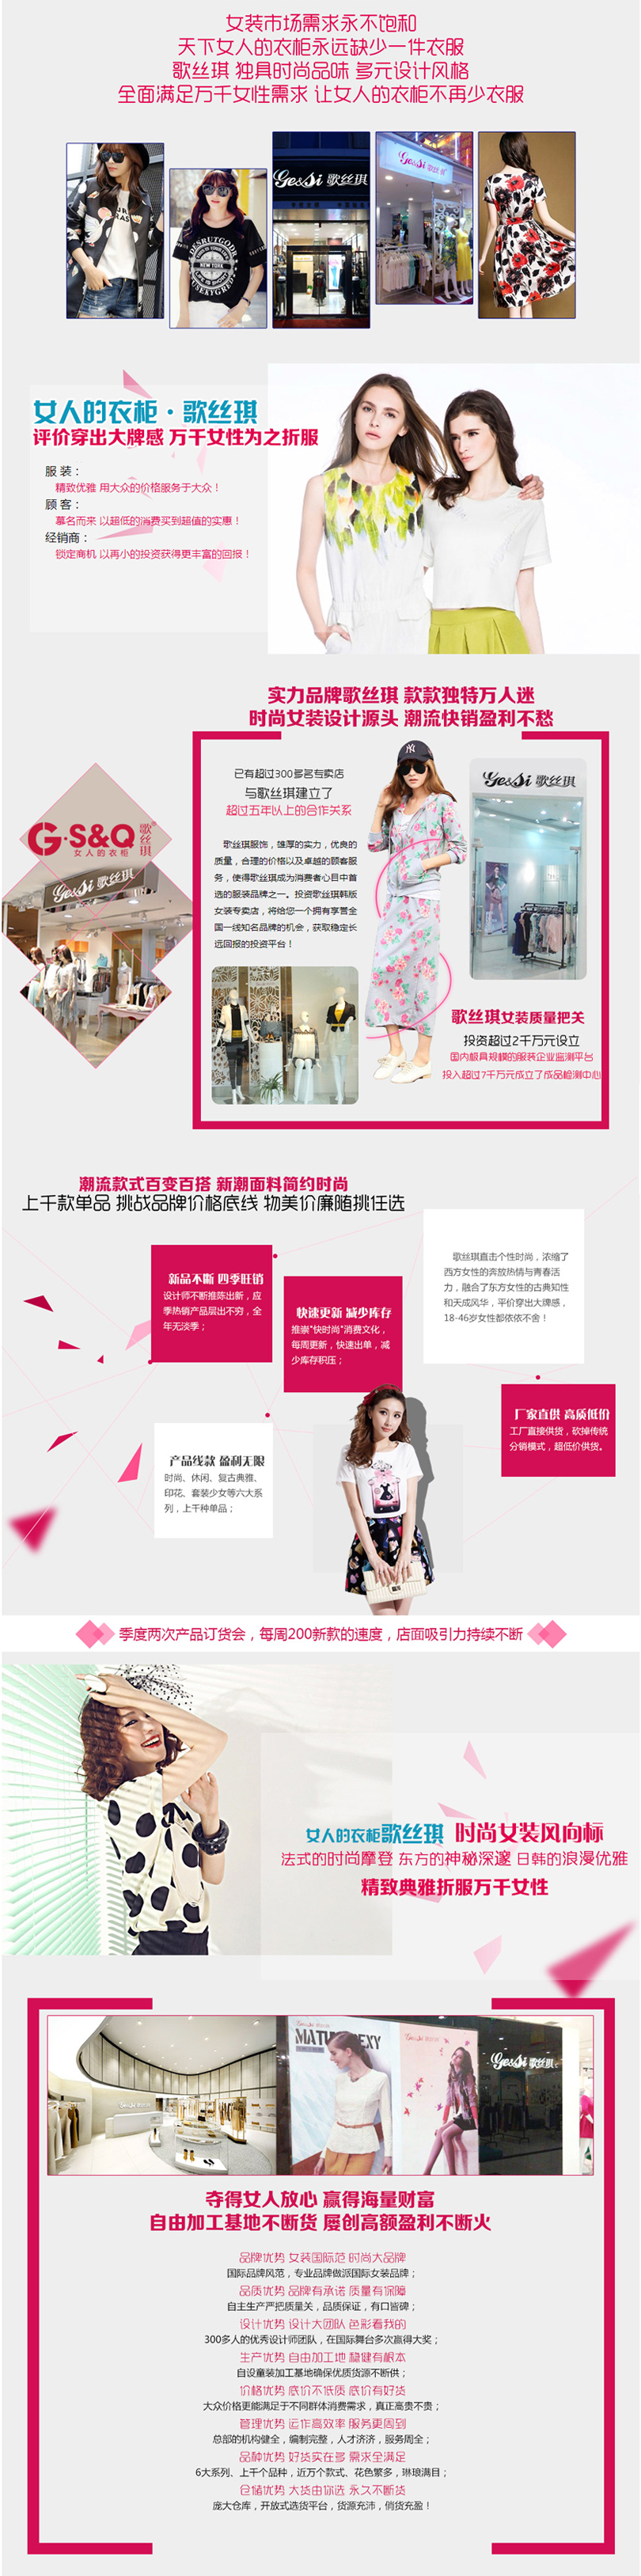 女装市场需求永不饱和
天下女人的衣柜永远缺少一件衣服
歌丝琪 独具时尚品味 多元设计风格
全面满足万千女性需求 让女人的衣柜不再少衣服
Ge&Si 歌丝琪
Ge&Si 歌丝琪
NEW YORK
女人的衣柜·歌丝琪
评价穿出大牌感 万千女性为之折服
服装：
精致优雅 用大众的价格服务于大众！
顾客：
慕名而来 以超低的消费买到超值的实惠！
经销商：
锁定商机 以再小的投资获得更丰富的回报！
实力品牌歌丝琪 款款独特万人迷
时尚女装设计源头 潮流快销盈利不愁
G·S&Q 歌丝琪
女人的衣柜
Ge&Si 歌丝琪
已有超过300多名专卖店
与歌丝琪建立了
超过五年以上的合作关系
歌丝琪服饰，雄厚的实力，优良的
质量，合理的价格以及卓越的顾客服
务，使得歌丝琪成为消费者心目中首
选的服装品牌之一。投资歌丝琪韩版
女装专卖店，将给您一个拥有享誉全
国一线知名品牌的机会，获取稳定长
远回报的投资平台！
Ge&Si 歌丝琪
歌丝琪女装质量把关
投资超过2千万元设立
国内极具规模的服装企业监测平台
投入超过7千万元成立了成品检测中心
潮流款式百变百搭 新潮面料简约时尚
上千款单品 挑战品牌价格底线 物美价廉随挑任选
新品不断 四季旺销
设计师不断推陈出新，应
季热销产品层出不穷，全
年无淡季；
快速更新 减少库存
推崇"快时尚"消费文化，
每周更新，快速出单，减
少库存积压；
歌丝琪直击个性时尚，浓缩了
西方女性的奔放热情与青春活
力，融合了东方女性的古典知性
和天成风华，平价穿出大牌感，
18-46岁女性都依依不舍！
厂家直供 高质低价
工厂直接供货，砍掉传统
分销模式，超低价供货。
产品线款 盈利无限
时尚、休闲、复古典雅、
印花、套装少女等六大系
列，上千种单品；
季度两次产品订货会，每周200新款的速度，店面吸引力持续不断
女人的衣柜歌丝琪 时尚女装风向标
法式的时尚摩登 东方的神秘深邃 日韩的浪漫优雅
精致典雅折服万千女性
Ge&Si 歌丝琪
夺得女人放心 赢得海量财富
自由加工基地不断货 屡创高额盈利不断火
品牌优势 女装国际范 时尚大品牌
国际品牌风范，专业品牌做派国际女装品牌；
品质优势 品牌有承诺 质量有保障
自主生产严把质量关，品质保证，有口皆碑；
设计优势 设计大团队 色彩看我的
300多人的优秀设计师团队，在国际舞台多次赢得大奖；
生产优势 自由加工地 稳健有根本
自设童装加工基地确保优质货源不断供；
价格优势 底价不低质 底价有好货
大众价格更能满足于不同群体消费需求，真正高贵不贵；
管理优势 运作高效率 服务更周到
总部的机构健全，编制完整，人才济济，服务周全；
品种优势 好货实在多 需求全满足
6大系列、上千个品种，近万个款式、花色繁多，琳琅满目；
仓储优势 大货由你选 永久不断货
庞大仓库，开放式选货平台，货源充沛，俏货充盈！